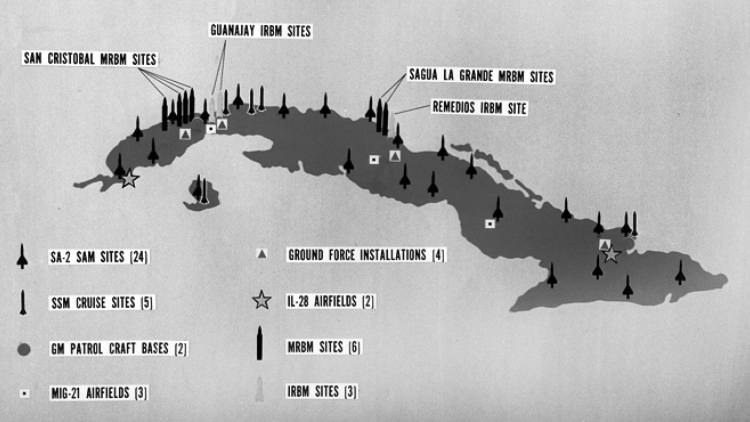 GUANAJAY IRBM SITES
SAN CRISTOBAL MRBM SITES
SAGUA LA GRANDE MRBM SITES
REMEDIOS IRBM SITE
SA-2 SAM SITES (24)
SSM CRUISE SITES (5)
GM PATROL CRAFT BASES (2)
MIG-21 AIRFIELDS (3)
GROUND FORCE INSTALLATIONS (4)
IL-28 AIRFIELDS (2)
MRBM SITES (6)
IRBM SITES (3)